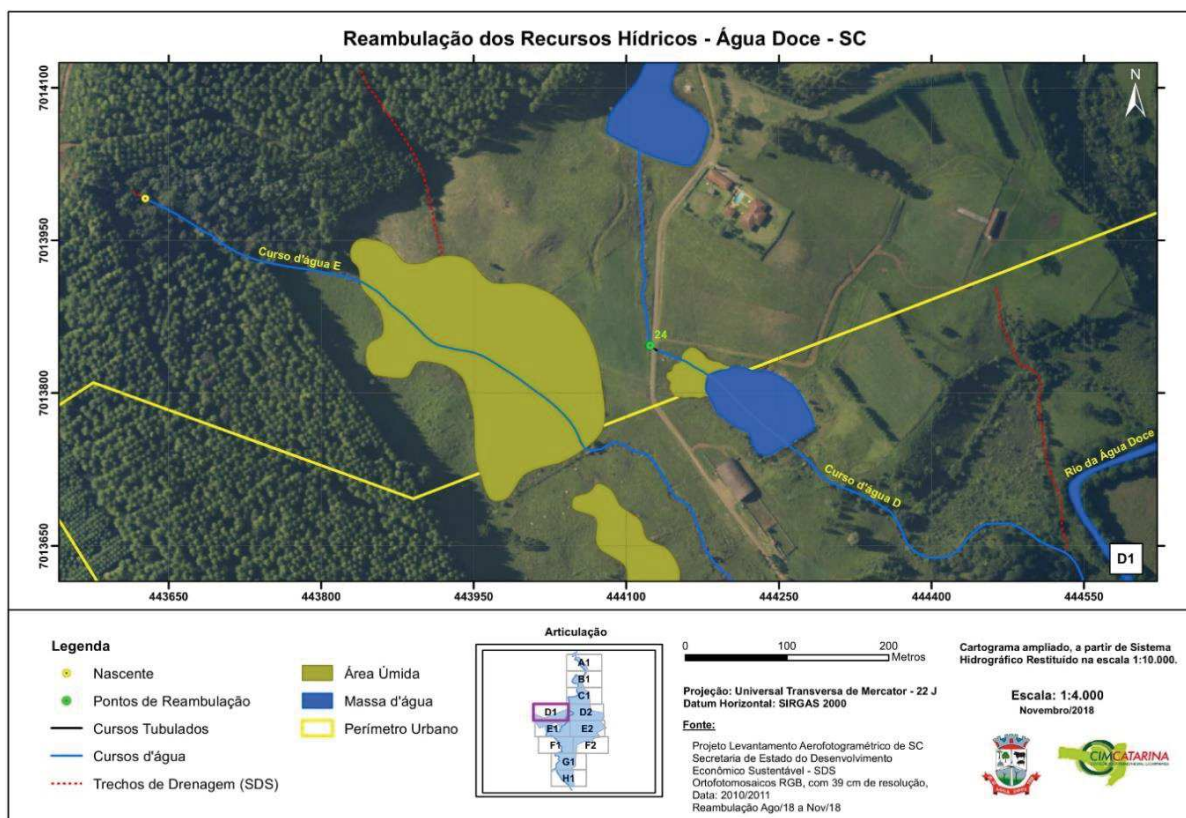 Reambulação dos Recursos Hídricos - Água Doce - SC
7014100
7013950
7013800
7013650
N
Curso d'água E
24
Curso d'água D
Rio da Água Doce
D1
443650
443800
443950
444100
444250
444400
444550
Legenda
Nascente
Pontos de Reambulação
Cursos Tubulados
Cursos d'água
Trechos de Drenagem (SDS)
Área Úmida
Massa d'água
Perímetro Urbano
Articulação
A1
B1
C1
D1 D2
E1 E2
F1 F2
G1
H1
0 100 200
Metros
Projeção: Universal Transversa de Mercator - 22 J
Datum Horizontal: SIRGAS 2000
Fonte:
Projeto Levantamento Aerofotogramétrico de SC
Secretaria de Estado do Desenvolvimento
Econômico Sustentável - SDS
Ortofotomosaicos RGB, com 39 cm de resolução,
Data: 2010/2011
Reambulação Ago/18 a Nov/18
Cartograma ampliado, a partir de Sistema
Hidrográfico Restituído na escala 1:10.000.
Escala: 1:4.000
Novembro/2018
CIMCATARINA